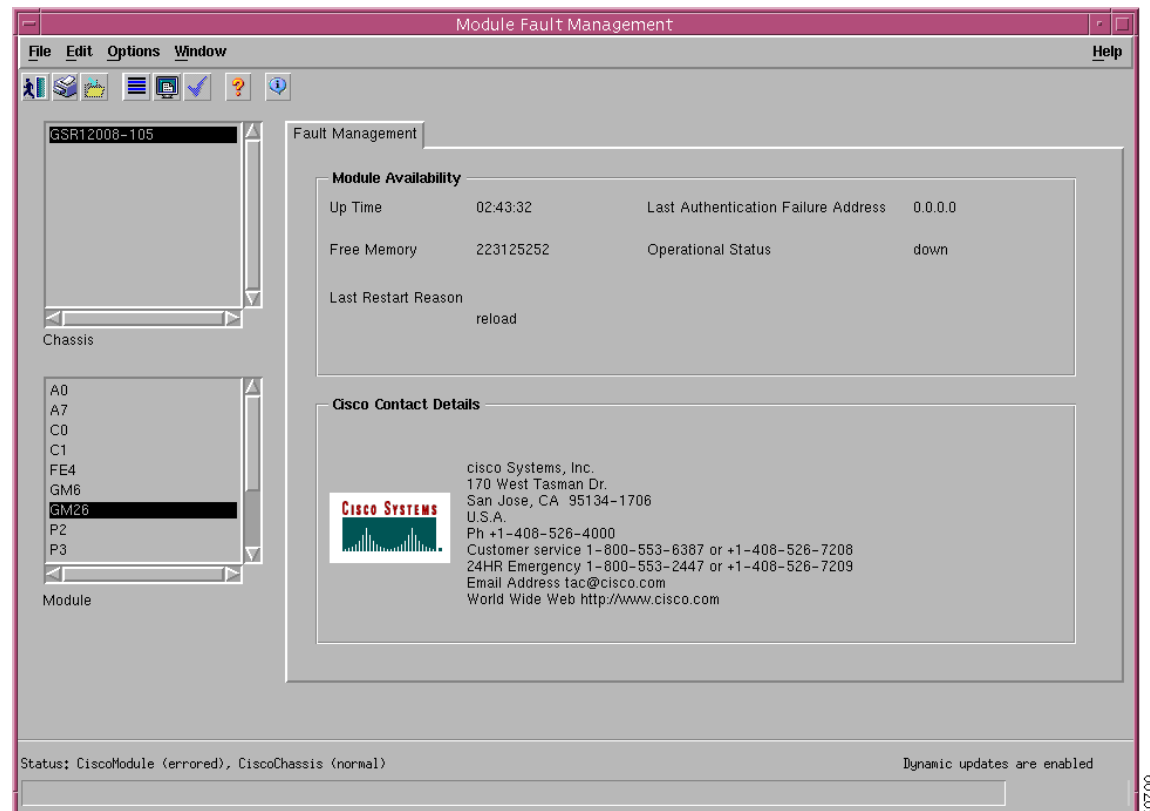 Module Fault Management
File Edit Options Window Help
GSR12008-105
Chassis
A0
A7
C0
C1
FE4
GM6
GM26
P2
P3
Module
Fault Management
Module Availability
Up Time 02:43:32 Last Authentication Failure Address 0.0.0.0
Free Memory 223125252 Operational Status down
Last Restart Reason
reload
Cisco Contact Details
CISCO SYSTEMS
cisco Systems, Inc.
170 West Tasman Dr.
San Jose, CA 95134-1706
U.S.A.
Ph +1-408-526-4000
Customer service 1-800-553-6387 or +1-408-526-7208
24HR Emergency 1-800-553-2447 or +1-408-526-7209
Email Address tac@cisco.com
World Wide Web http://www.cisco.com
Status: CiscoModule (errored), CiscoChassis (normal) Dynamic updates are enabled